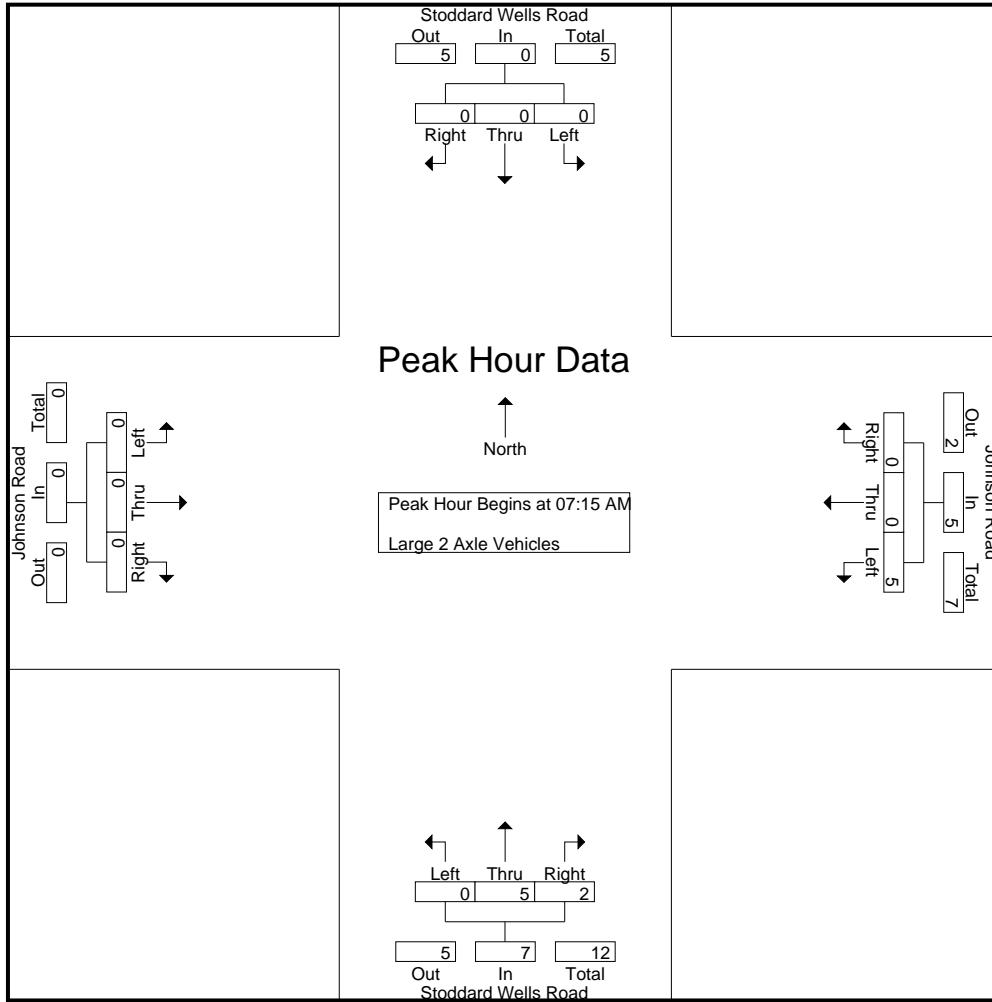 Stoddard Wells Road
Out In Total
5 0 5
0 0 0
Right Thru Left
Peak Hour Data
North
Peak Hour Begins at 07:15 AM
Large 2 Axle Vehicles
Johnson Road
Total In Out
0 0 0
0 0 0
Left Thru Right
Right Thru Left
0 0 5
Out In Total
2 5 7
Johnson Road
Left Thru Right
0 5 2
5 7 12
Out In Total
Stoddard Wells Road